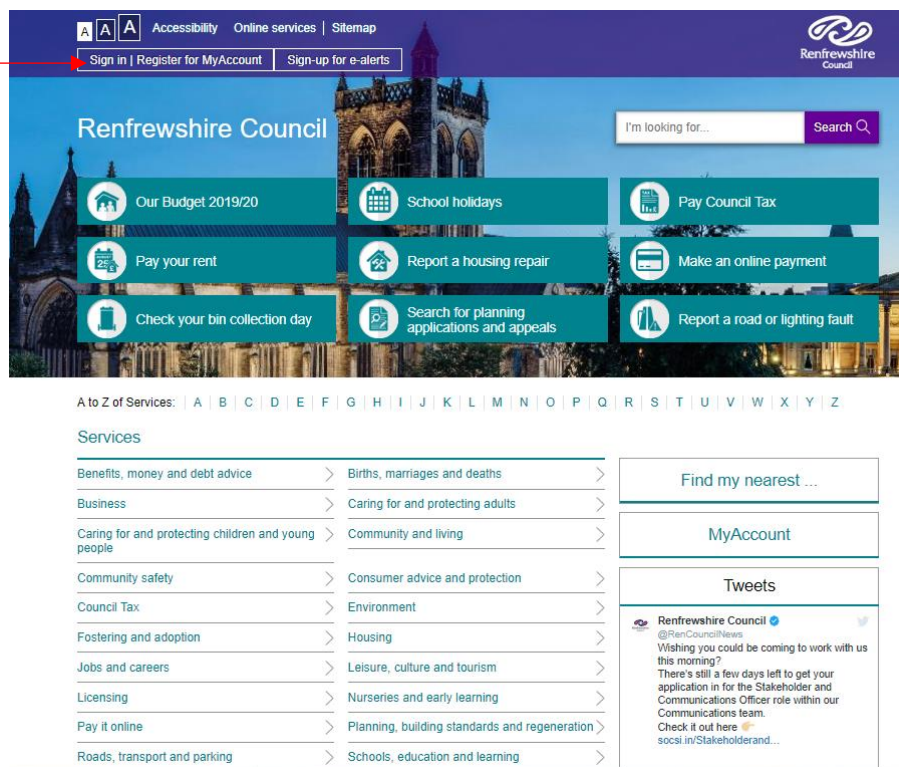 A A A Accessibility Online services | Sitemap
Sign in | Register for MyAccount Sign-up for e-alerts
Renfrewshire
Council
Renfrewshire Council
I'm looking for... Search
Our Budget 2019/20
School holidays
Pay Council Tax
Pay your rent
Report a housing repair
Make an online payment
Check your bin collection day
Search for planning
applications and appeals
Report a road or lighting fault
A to Z of Services: A B C D E F G H I J K L M N O P Q R S T U V W X Y Z
Services
Benefits, money and debt advice
Births, marriages and deaths
Business
Caring for and protecting adults
Caring for and protecting children and young
people
Community and living
Community safety
Consumer advice and protection
Council Tax
Environment
Fostering and adoption
Housing
Jobs and careers
Leisure, culture and tourism
Licensing
Nurseries and early learning
Pay it online
Planning, building standards and regeneration
Roads, transport and parking
Schools, education and learning
Find my nearest ...
MyAccount
Tweets
Renfrewshire Council
@RenCouncilNews
Wishing you could be coming to work with us
this morning?
There's still a few days left to get your
application in for the Stakeholder and
Communications Officer role within our
Communications team.
Check it out here 👉
socsi.in/Stakeholderand...